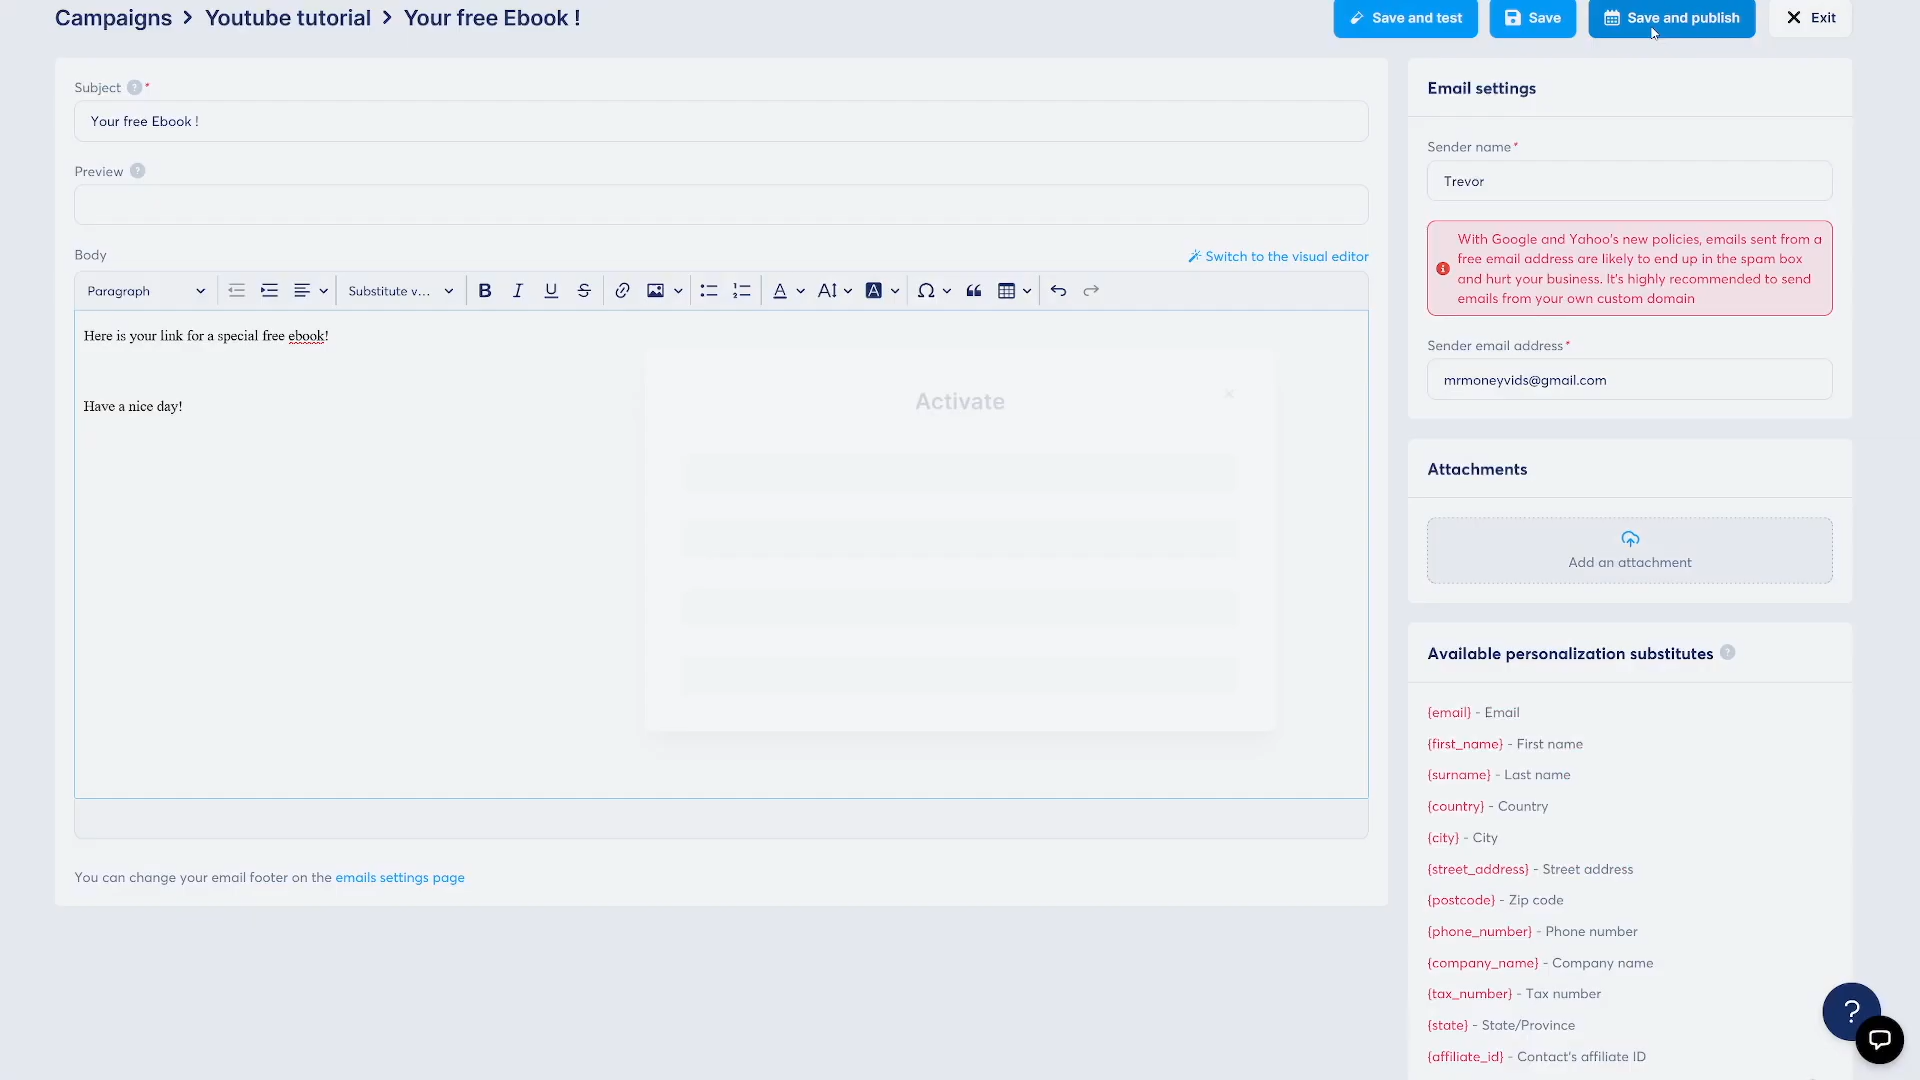 Campaigns > Youtube tutorial > Your free Ebook !
Save and test
Save
Save and publish
Exit
Subject ? *
Your free Ebook !
Preview ?
Body
Switch to the visual editor
Paragraph
Substitute v...
Here is your link for a special free ebook!
Have a nice day!
Activate
You can change your email footer on the emails settings page
Email settings
Sender name*
Trevor
With Google and Yahoo's new policies, emails sent from a
free email address are likely to end up in the spam box
and hurt your business. It's highly recommended to send
emails from your own custom domain
Sender email address*
mrmoneyvids@gmail.com
Attachments
Add an attachment
Available personalization substitutes ?
{email} - Email
{first_name} - First name
{surname} - Last name
{country} - Country
{city} - City
{street_address} - Street address
{postcode} - Zip code
{phone_number} - Phone number
{company_name} - Company name
{tax_number} - Tax number
{state} - State/Province
{affiliate_id} - Contact's affiliate ID
?